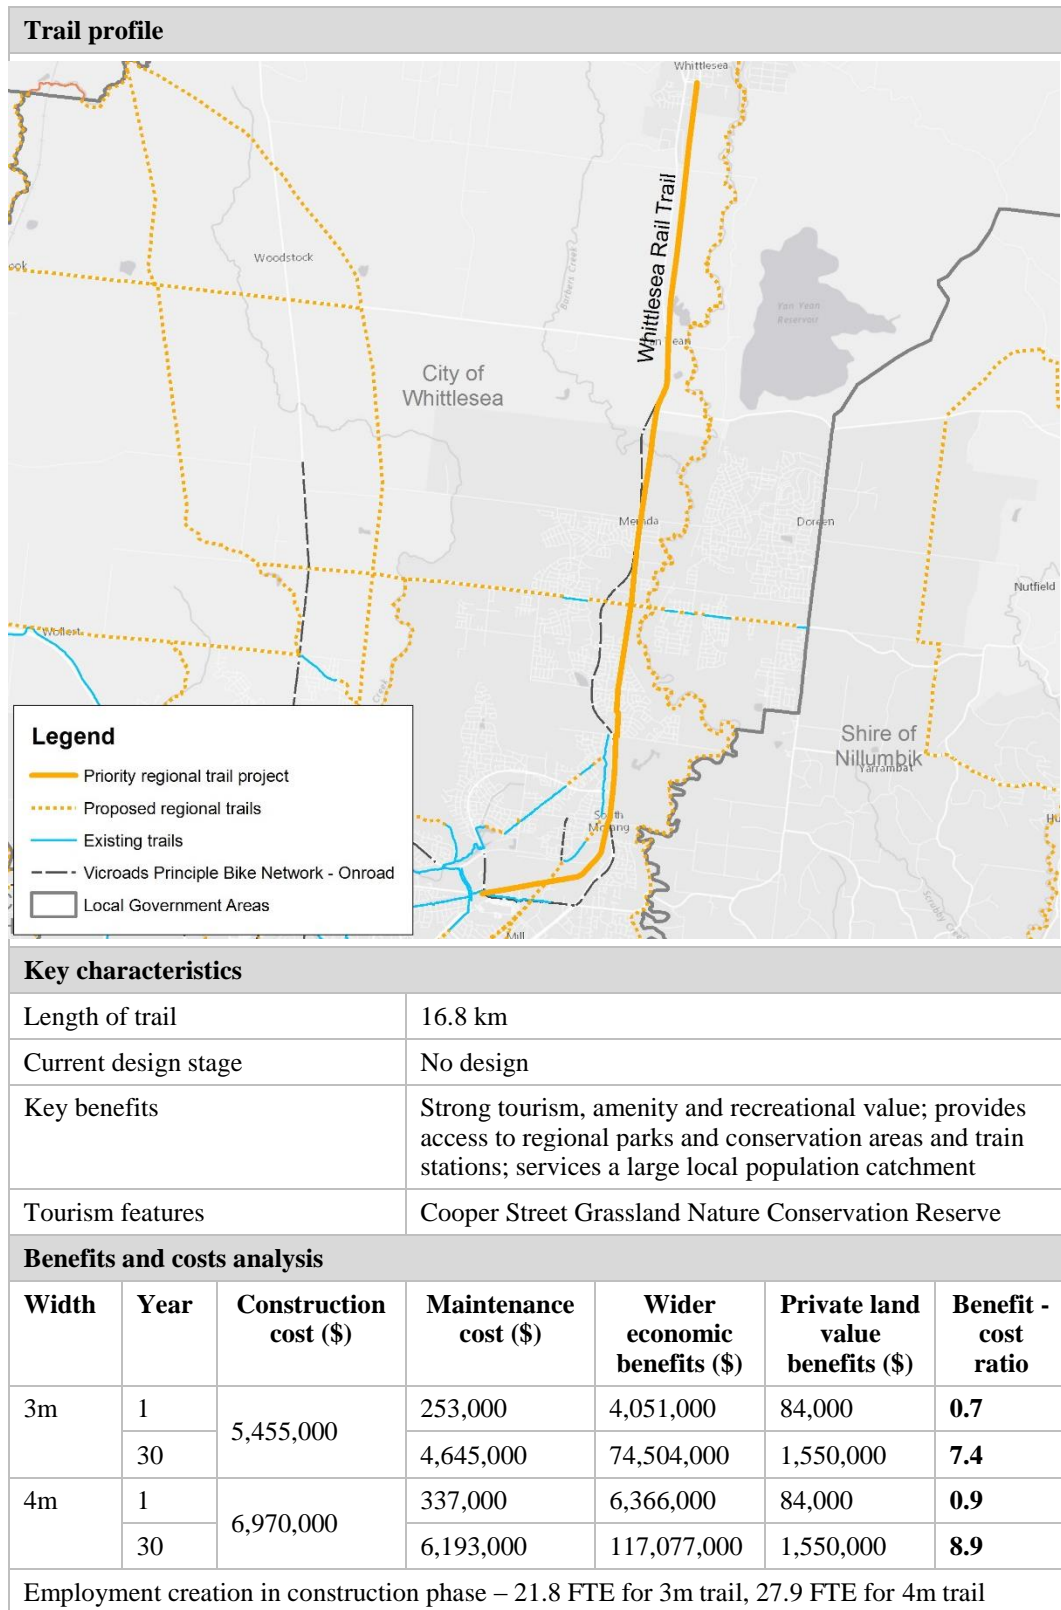 Trail profile
Whittlesea
Whittlesea Rail Trail
Woodstock
Barbers Creek
Yan Yean
Reservoir
City of
Whittlesea
Mernda
Doreen
Nutfield
Wollert
Creek
Shire of
Nillumbik
Yarrambat
South
Morang
Mill
Legend
Priority regional trail project
Proposed regional trails
Existing trails
Vicroads Principle Bike Network - Onroad
Local Government Areas
Key characteristics
Length of trail 16.8 km
Current design stage No design
Key benefits Strong tourism, amenity and recreational value; provides
access to regional parks and conservation areas and train
stations; services a large local population catchment
Tourism features Cooper Street Grassland Nature Conservation Reserve
Benefits and costs analysis
Width Year Construction cost ($) Maintenance cost ($) Wider economic benefits ($) Private land value benefits ($) Benefit - cost ratio
3m 1 5,455,000 253,000 4,051,000 84,000 0.7
30 4,645,000 74,504,000 1,550,000 7.4
4m 1 6,970,000 337,000 6,366,000 84,000 0.9
30 6,193,000 117,077,000 1,550,000 8.9
Employment creation in construction phase – 21.8 FTE for 3m trail, 27.9 FTE for 4m trail